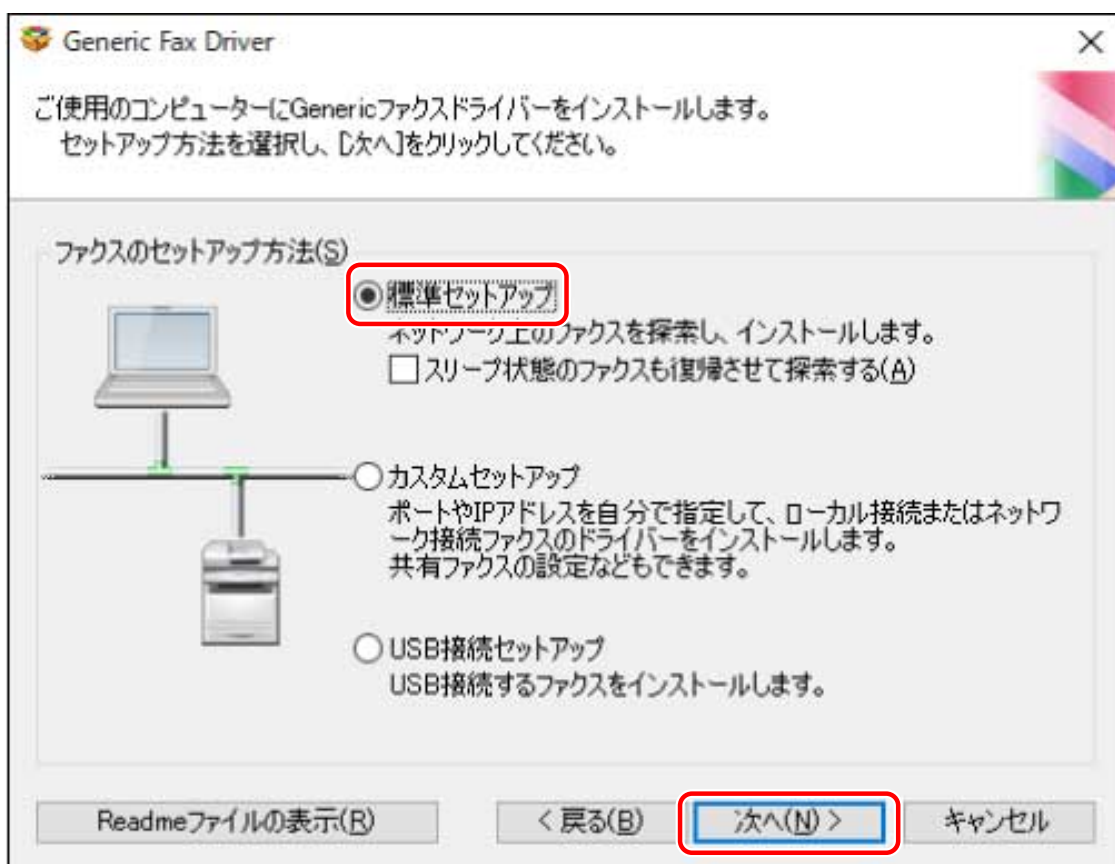 Generic Fax Driver
ご使用のコンピューターにGenericファクスドライバーをインストールします。
セットアップ方法を選択し、[次へ]をクリックしてください。
ファクスのセットアップ方法(S)
標準セットアップ
ネットワーク上のファクスを探索し、インストールします。
スリープ状態のファクスも復帰させて探索する(A)
カスタムセットアップ
ポートやIPアドレスを自分で指定して、ローカル接続またはネットワ
ーク接続ファクスのドライバーをインストールします。
共有ファクスの設定などもできます。
USB接続セットアップ
USB接続するファクスをインストールします。
Readmeファイルの表示(R)
< 戻る(B)
次へ(N) >
キャンセル